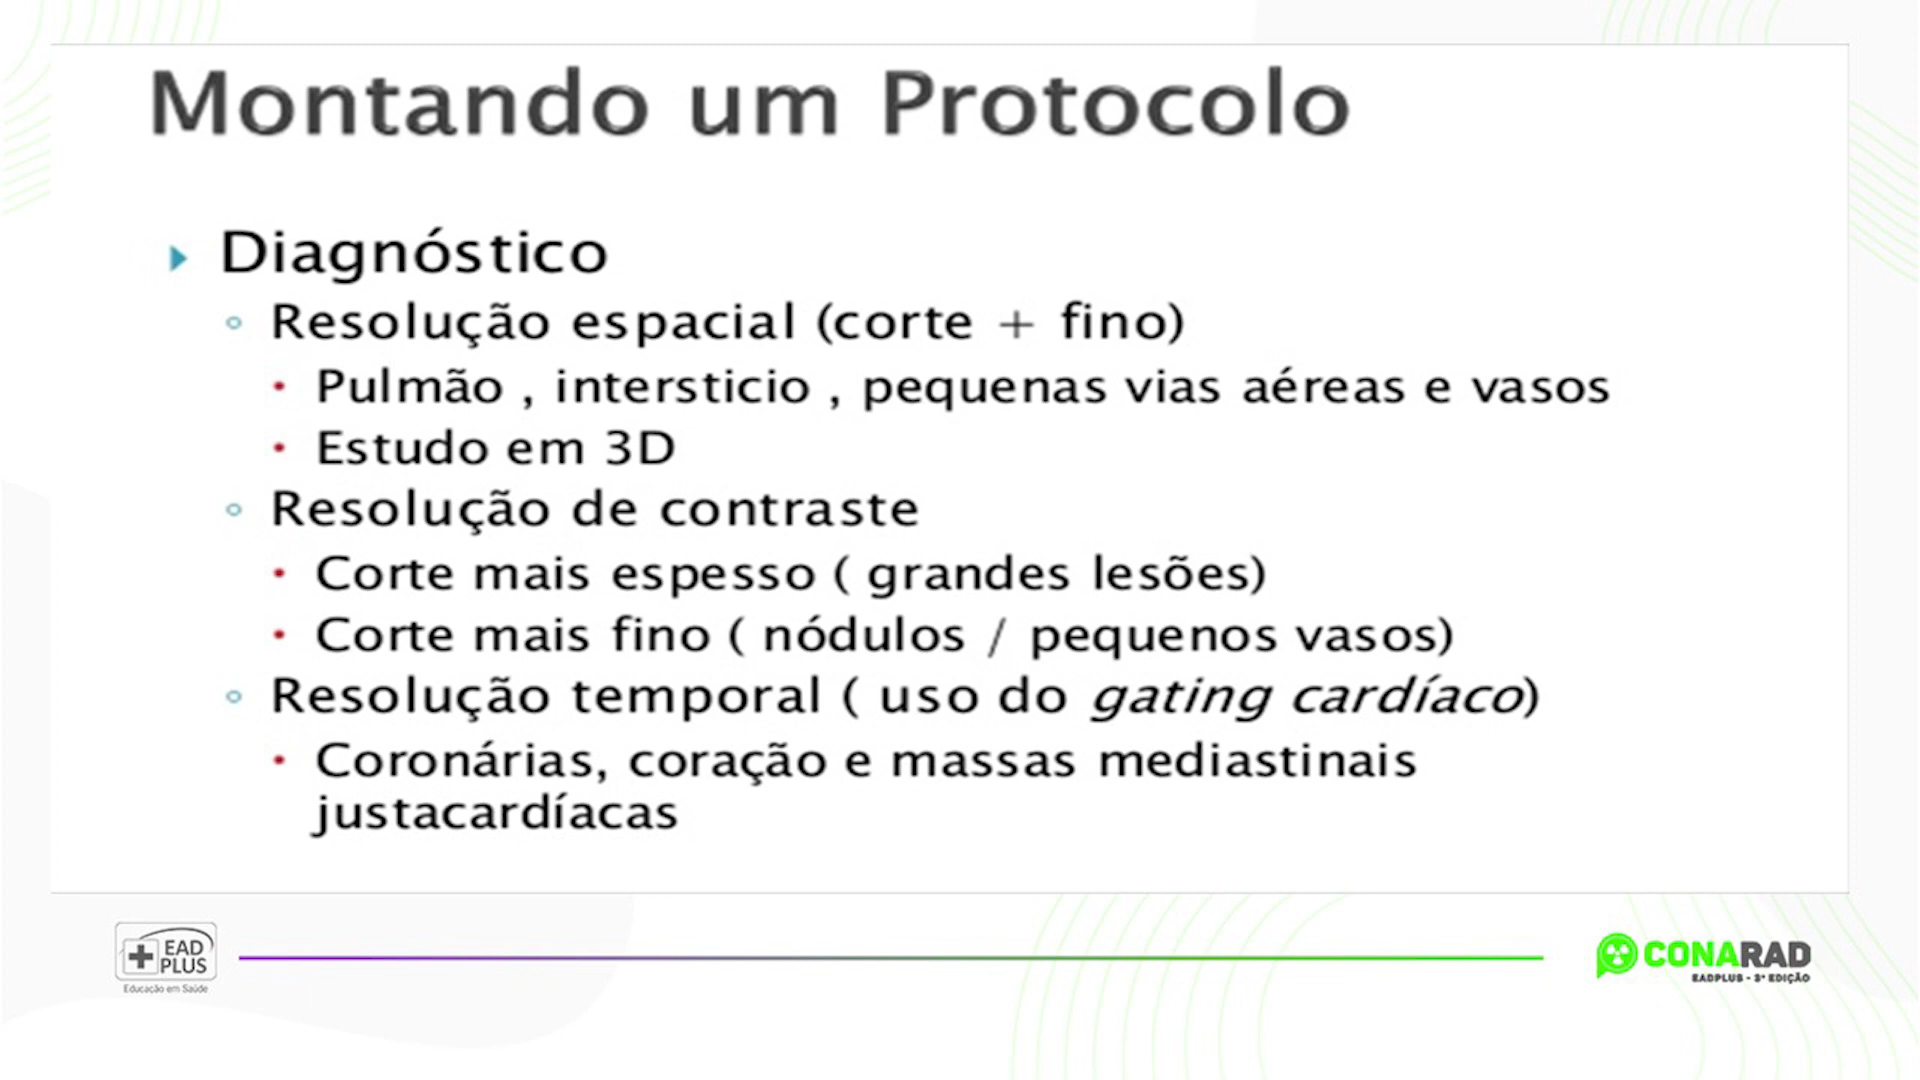 Montando um Protocolo
Diagnóstico
Resolução espacial (corte + fino)
Pulmão , intersticio , pequenas vias aéreas e vasos
Estudo em 3D
Resolução de contraste
Corte mais espesso ( grandes lesões)
Corte mais fino ( nódulos / pequenos vasos)
Resolução temporal ( uso do gating cardíaco)
Coronárias, coração e massas mediastinais
justacardíacas
EAD
PLUS
Educação em Saúde
CONARAD
EADPLUS - 3ª EDIÇÃO